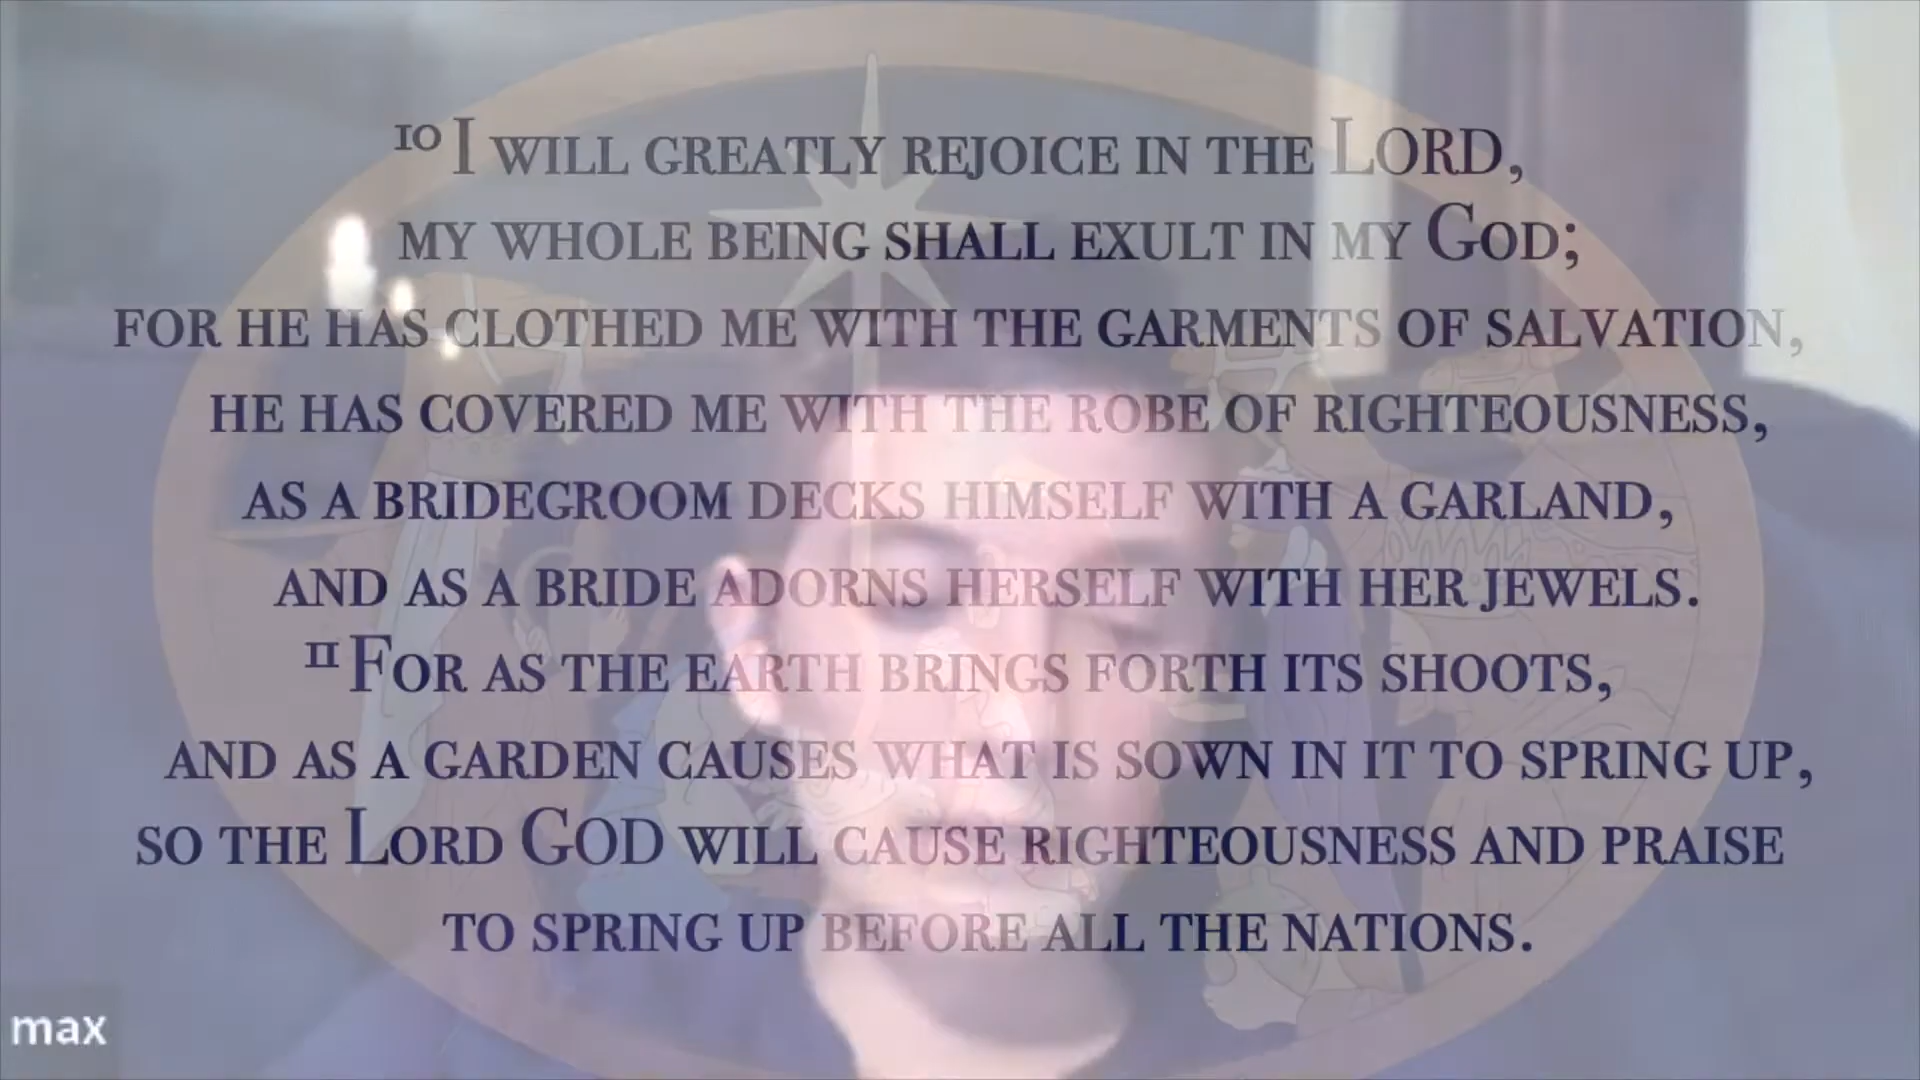 10 I will greatly rejoice in the Lord,
my whole being shall exult in my God;
for he has clothed me with the garments of salvation,
he has covered me with the robe of righteousness,
as a bridegroom decks himself with a garland,
and as a bride adorns herself with her jewels.
11 For as the earth brings forth its shoots,
and as a garden causes what is sown in it to spring up,
so the Lord GOD will cause righteousness and praise
to spring up before all the nations.
max